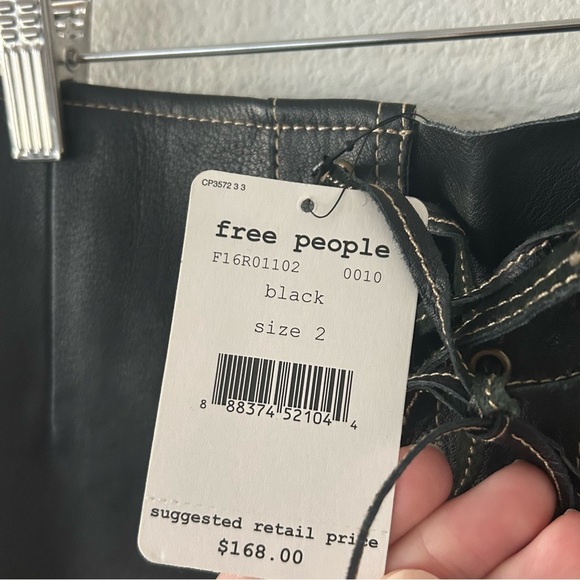 CP3572 3 3
free people
F16R01102 0010
black
size 2
8 88374 52104 4
suggested retail price
$168.00